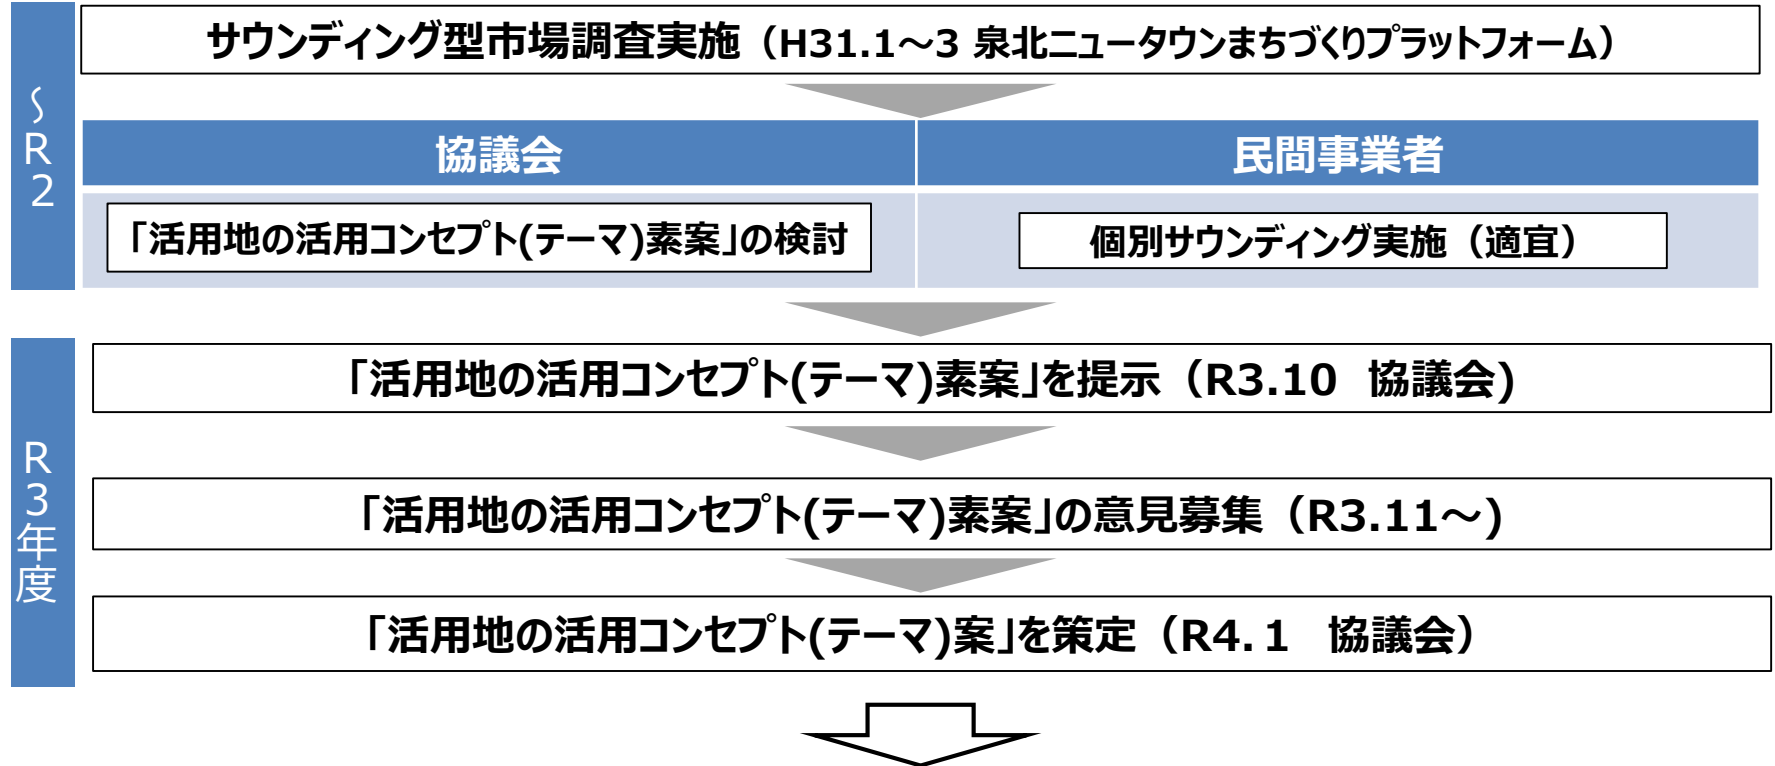 ～R2
サウンディング型市場調査実施（H31.1～3 泉北ニュータウンまちづくりプラットフォーム）
協議会
民間事業者
「活用地の活用コンセプト(テーマ)素案」の検討
個別サウンディング実施（適宜）
R3年度
「活用地の活用コンセプト(テーマ)素案」を提示（R3.10 協議会)
「活用地の活用コンセプト(テーマ)素案」の意見募集（R3.11～)
「活用地の活用コンセプト(テーマ)案」を策定（R4.１ 協議会）